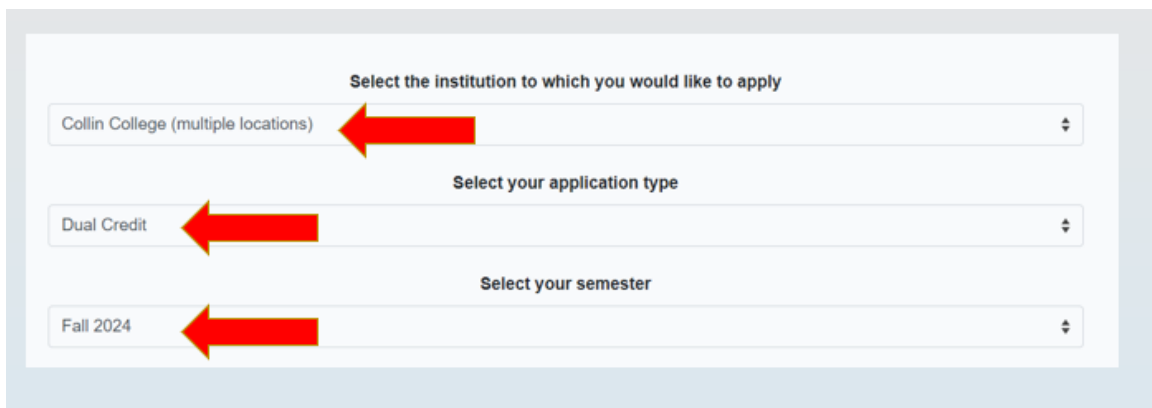 Select the institution to which you would like to apply
Collin College (multiple locations)
Select your application type
Dual Credit
Select your semester
Fall 2024